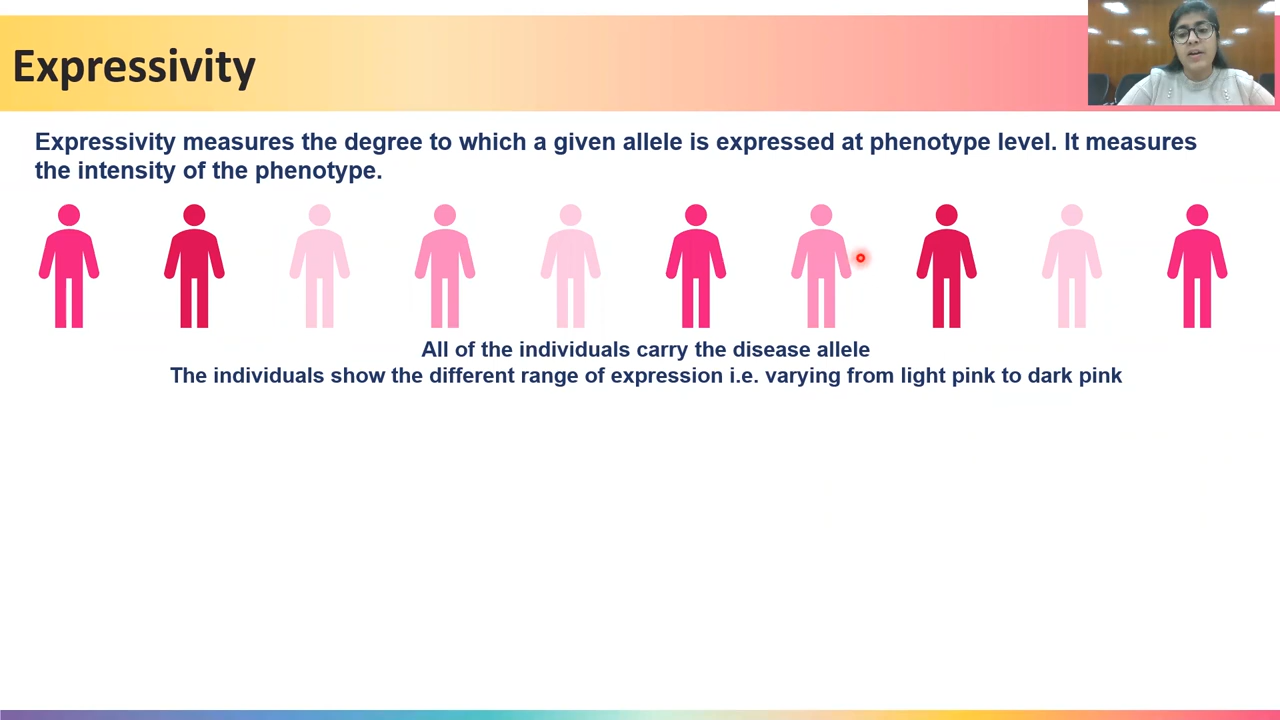 Expressivity
Expressivity measures the degree to which a given allele is expressed at phenotype level. It measures
the intensity of the phenotype.
All of the individuals carry the disease allele
The individuals show the different range of expression i.e. varying from light pink to dark pink